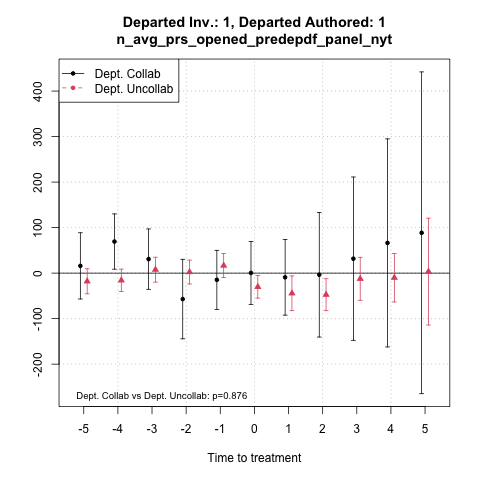 Departed Inv.: 1, Departed Authored: 1
n_avg_prs_opened_predepdf_panel_nyt
Dept. Collab
Dept. Uncollab
400
300
200
100
0
-100
-200
Dept. Collab vs Dept. Uncollab: p=0.876
-5 -4 -3 -2 -1 0 1 2 3 4 5
Time to treatment